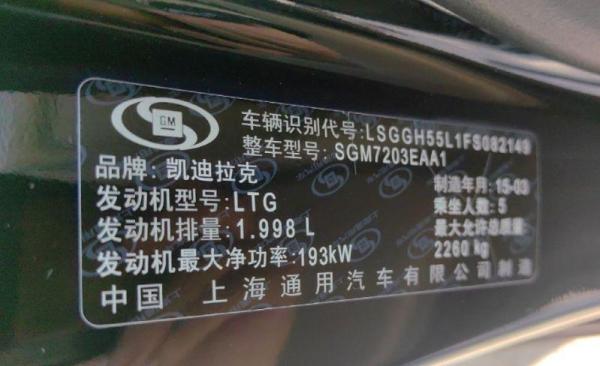 GM
车辆识别代号:LSGGH55L1FS082149
整车型号:SGM7203EAA1
品牌:凯迪拉克
制造年月:15-03
发动机型号:LTG
乘坐人数:5
发动机排量:1.998 L
最大允许总质量
2260 kg
发动机最大净功率:193kW
中国 上海通用汽车有限公司制造